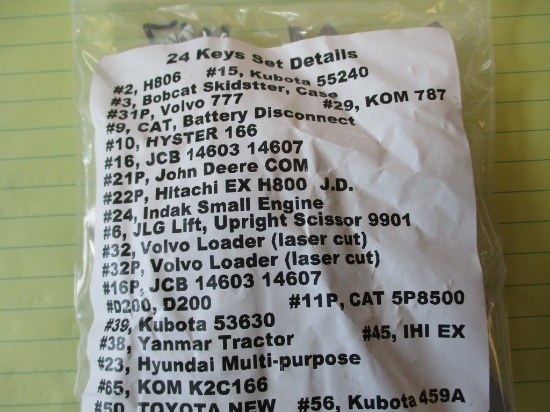 24 Keys Set Details
#2, H806 #15, Kubota 55240
#3, Bobcat Skidstter, Case
#31P, Volvo 777 #29, KOM 787
#9, CAT, Battery Disconnect
#10, HYSTER 166
#16, JCB 14603 14607
#21P, John Deere COM
#22P, Hitachi EX H800 J.D.
#24, Indak Small Engine
#6, JLG Lift, Upright Scissor 9901
#32, Volvo Loader (laser cut)
#32P, Volvo Loader (laser cut)
#16P, JCB 14603 14607
#D200, D200 #11P, CAT 5P8500
#39, Kubota 53630
#38, Yanmar Tractor #45, IHI EX
#23, Hyundai Multi-purpose
#65, KOM K2C166
#50, TOYOTA NEW #56, Kubota 459A